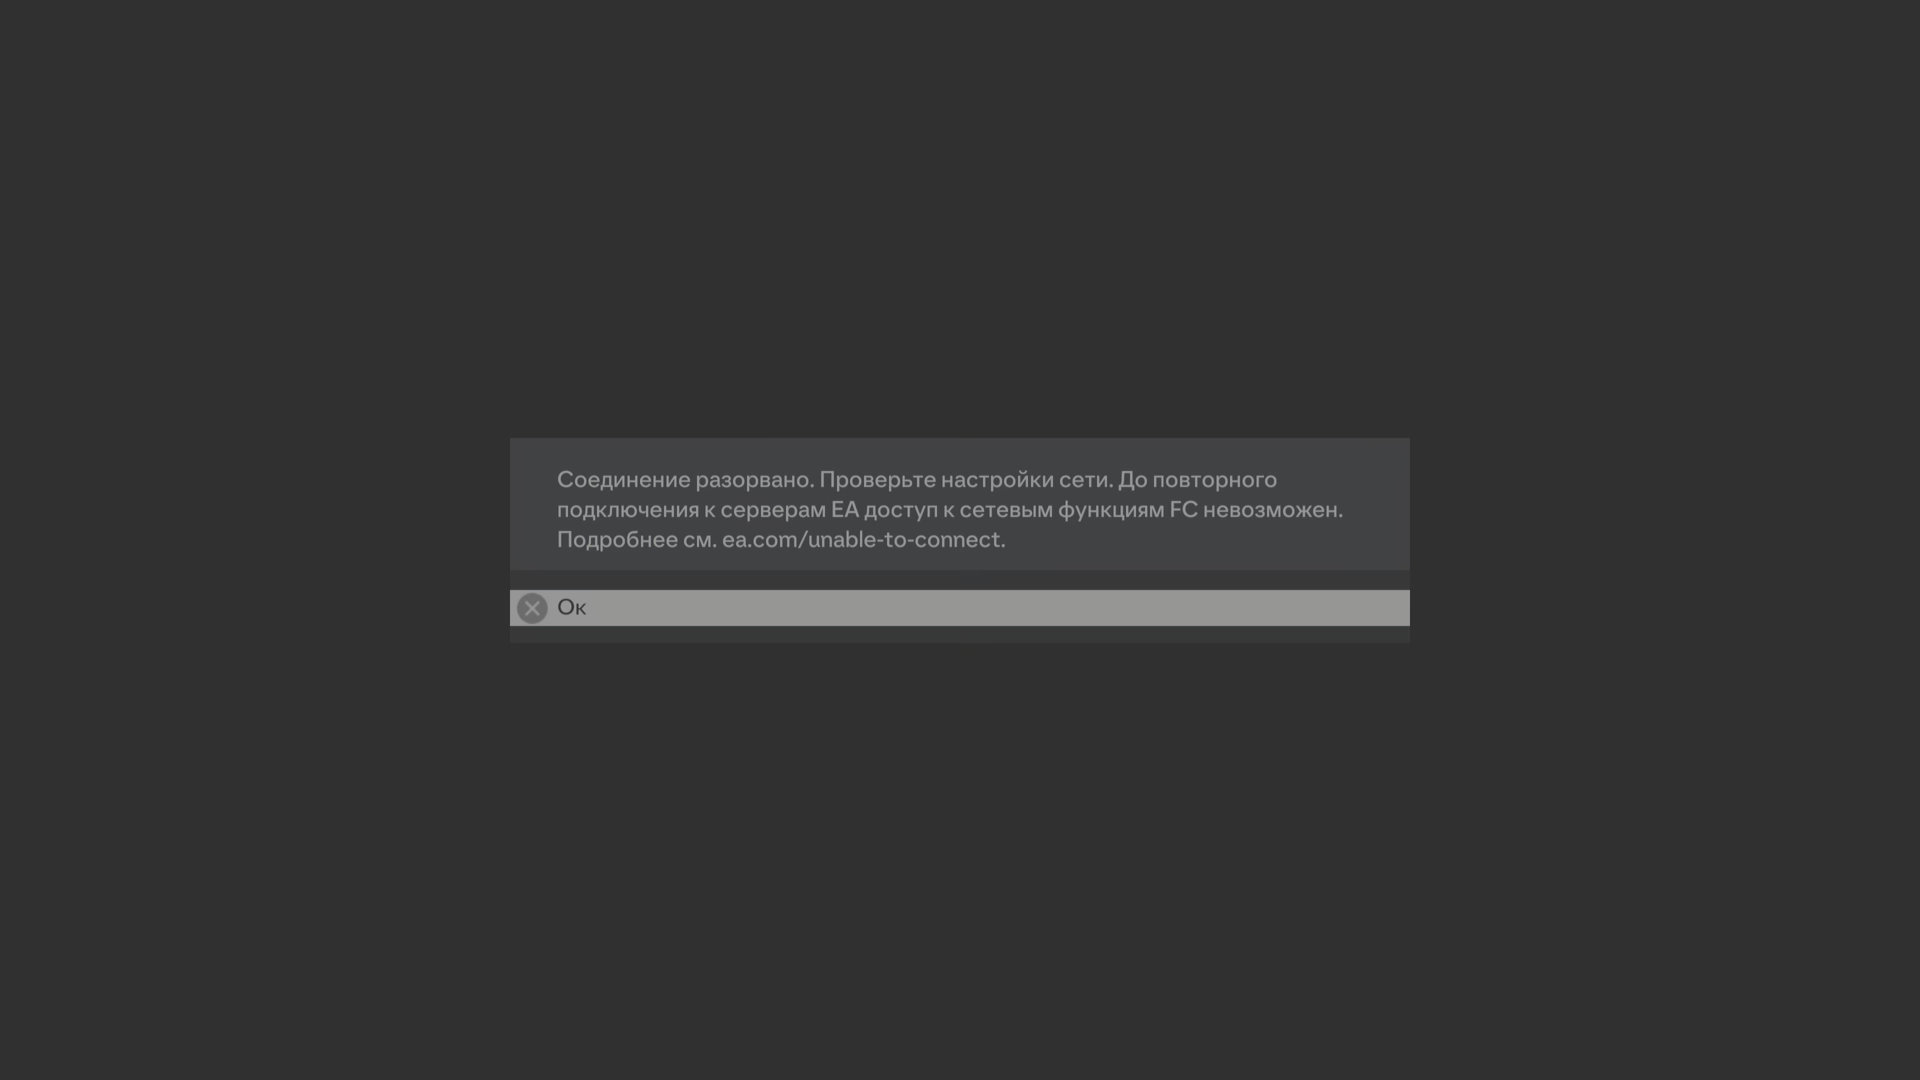 Соединение разорвано. Проверьте настройки сети. До повторного
подключения к серверам EA доступ к сетевым функциям FC невозможен.
Подробнее см. ea.com/unable-to-connect.
Ок